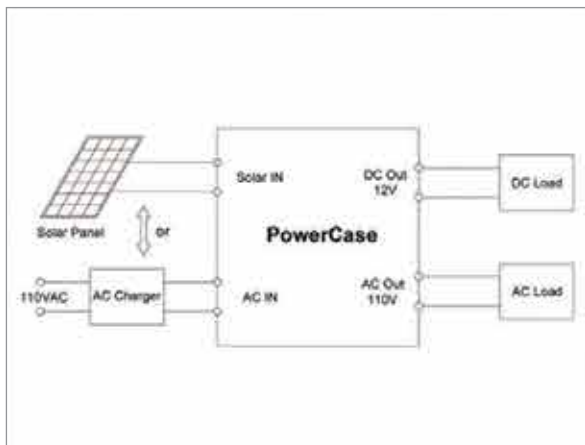 Solar IN
DC Out
12V
DC Load
Solar Panel
or
PowerCase
110VAC
AC Charger
AC IN
AC Out
110V
AC Load